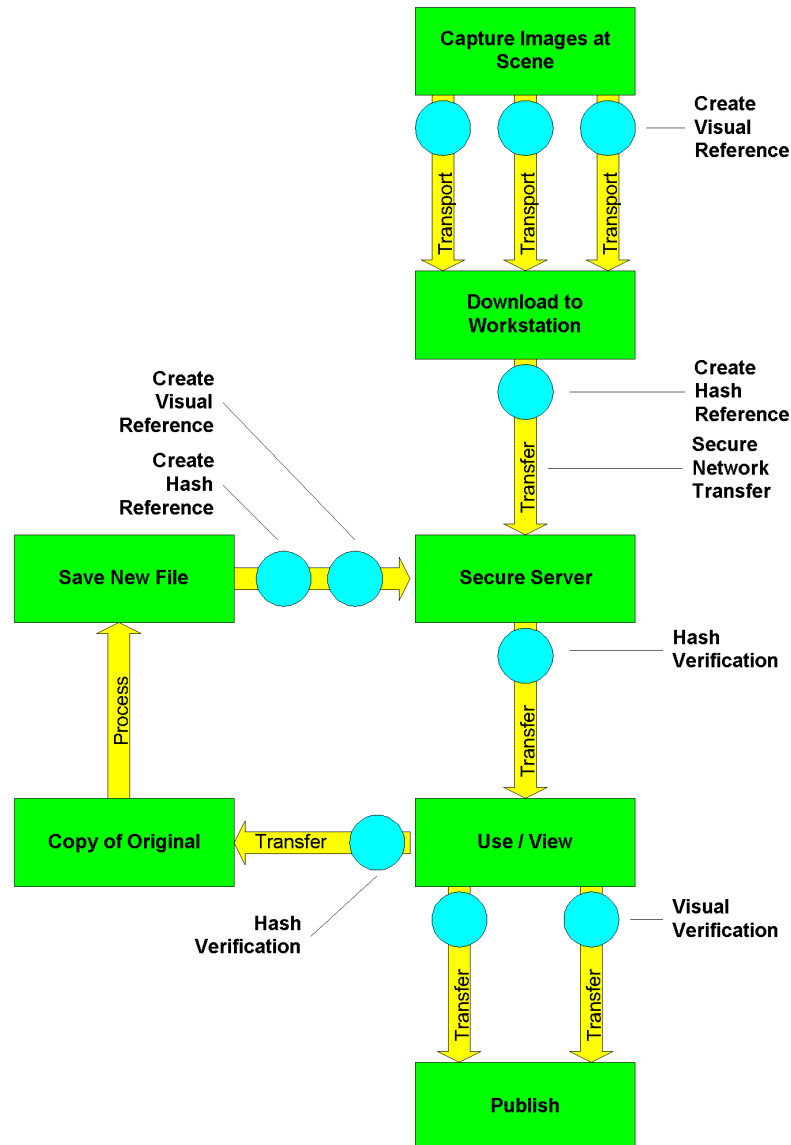 Capture Images at
Scene
Create
Visual
Reference
Transport
Transport
Transport
Download to
Workstation
Create
Hash
Reference
Secure
Network
Transfer
Transfer
Create
Visual
Reference
Create
Hash
Reference
Save New File
Secure Server
Hash
Verification
Process
Transfer
Copy of Original
Transfer
Use / View
Hash
Verification
Visual
Verification
Transfer
Transfer
Publish